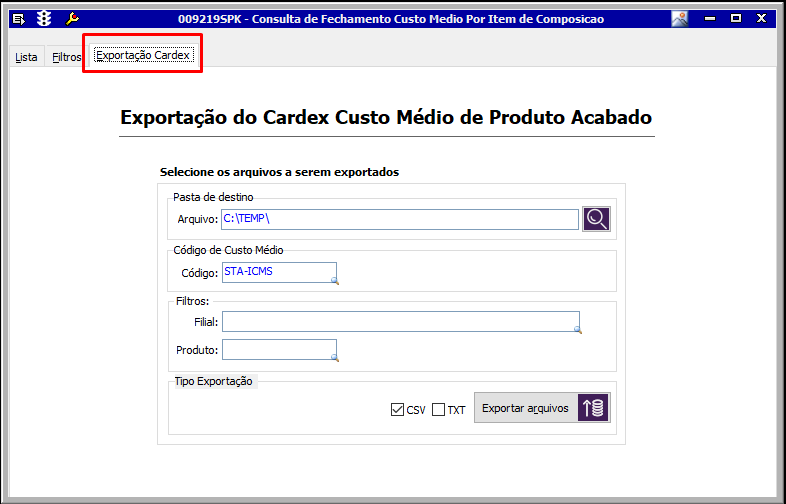 009219SPK - Consulta de Fechamento Custo Medio Por Item de Composicao
Lista Filtros Exportação Cardex
Exportação do Cardex Custo Médio de Produto Acabado
Selecione os arquivos a serem exportados
Pasta de destino
Arquivo: C:\TEMP\
Código de Custo Médio
Código: STA-ICMS
Filtros:
Filial:
Produto:
Tipo Exportação
CSV TXT Exportar arquivos